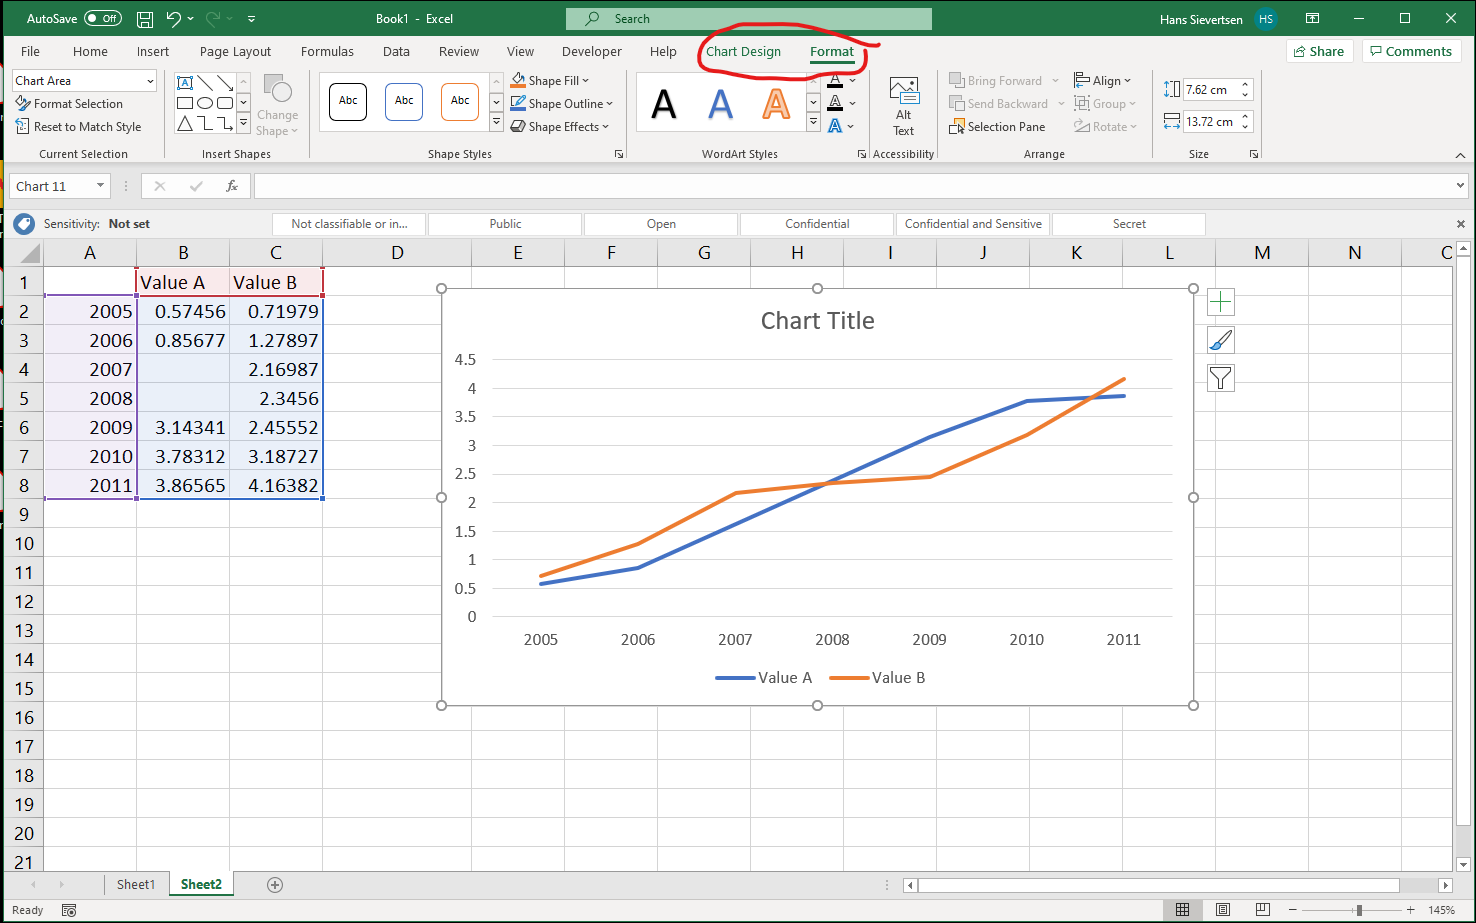 AutoSave Off Book1 - Excel Search Hans Sievertsen HS
File Home Insert Page Layout Formulas Data Review View Developer Help Chart Design Format Share Comments
Chart Area
Format Selection
Reset to Match Style
Current Selection
Change
Shape
Insert Shapes
Abc Abc Abc
Shape Fill
Shape Outline
Shape Effects
Shape Styles
A A A
WordArt Styles
Alt
Text
Accessibility
Bring Forward
Send Backward
Selection Pane
Align
Group
Rotate
Arrange
7.62 cm
13.72 cm
Size
Chart 11 fx
Sensitivity: Not set Not classifiable or in... Public Open Confidential Confidential and Sensitive Secret
A B C D E F G H I J K L M N O
1 Value A Value B
2 2005 0.57456 0.71979
3 2006 0.85677 1.27897
4 2007 2.16987
5 2008 2.3456
6 2009 3.14341 2.45552
7 2010 3.78312 3.18727
8 2011 3.86565 4.16382
9
10
11
12
13
14
15
16
17
18
19
20
21
Chart Title
4.5
4
3.5
3
2.5
2
1.5
1
0.5
0
2005 2006 2007 2008 2009 2010 2011
Value A Value B
Sheet1 Sheet2
Ready 145%